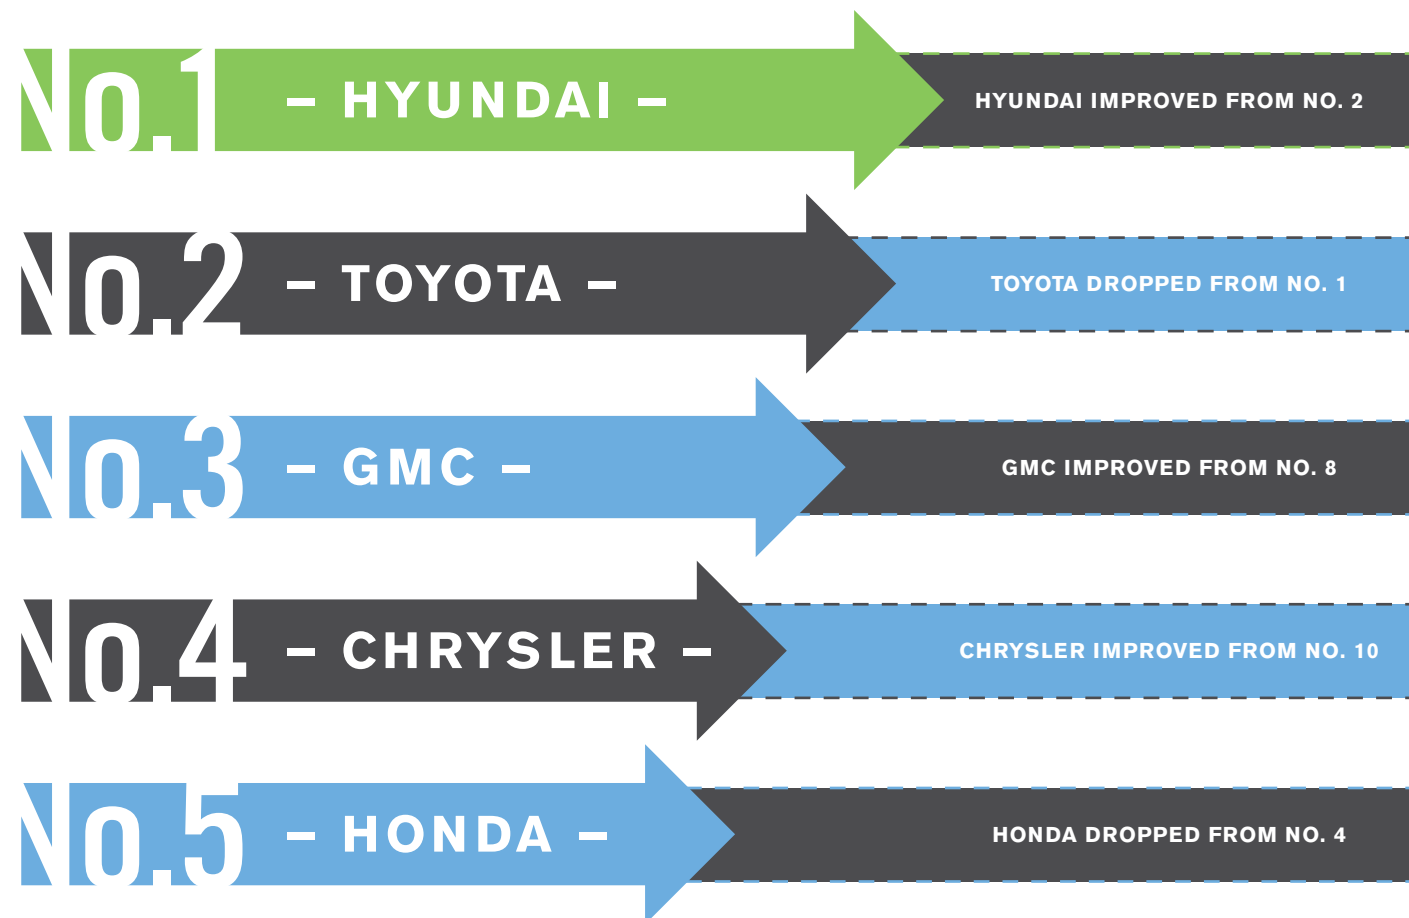 No.1 – HYUNDAI – HYUNDAI IMPROVED FROM NO. 2
No.2 – TOYOTA – TOYOTA DROPPED FROM NO. 1
No.3 – GMC – GMC IMPROVED FROM NO. 8
No.4 – CHRYSLER – CHRYSLER IMPROVED FROM NO. 10
No.5 – HONDA – HONDA DROPPED FROM NO. 4